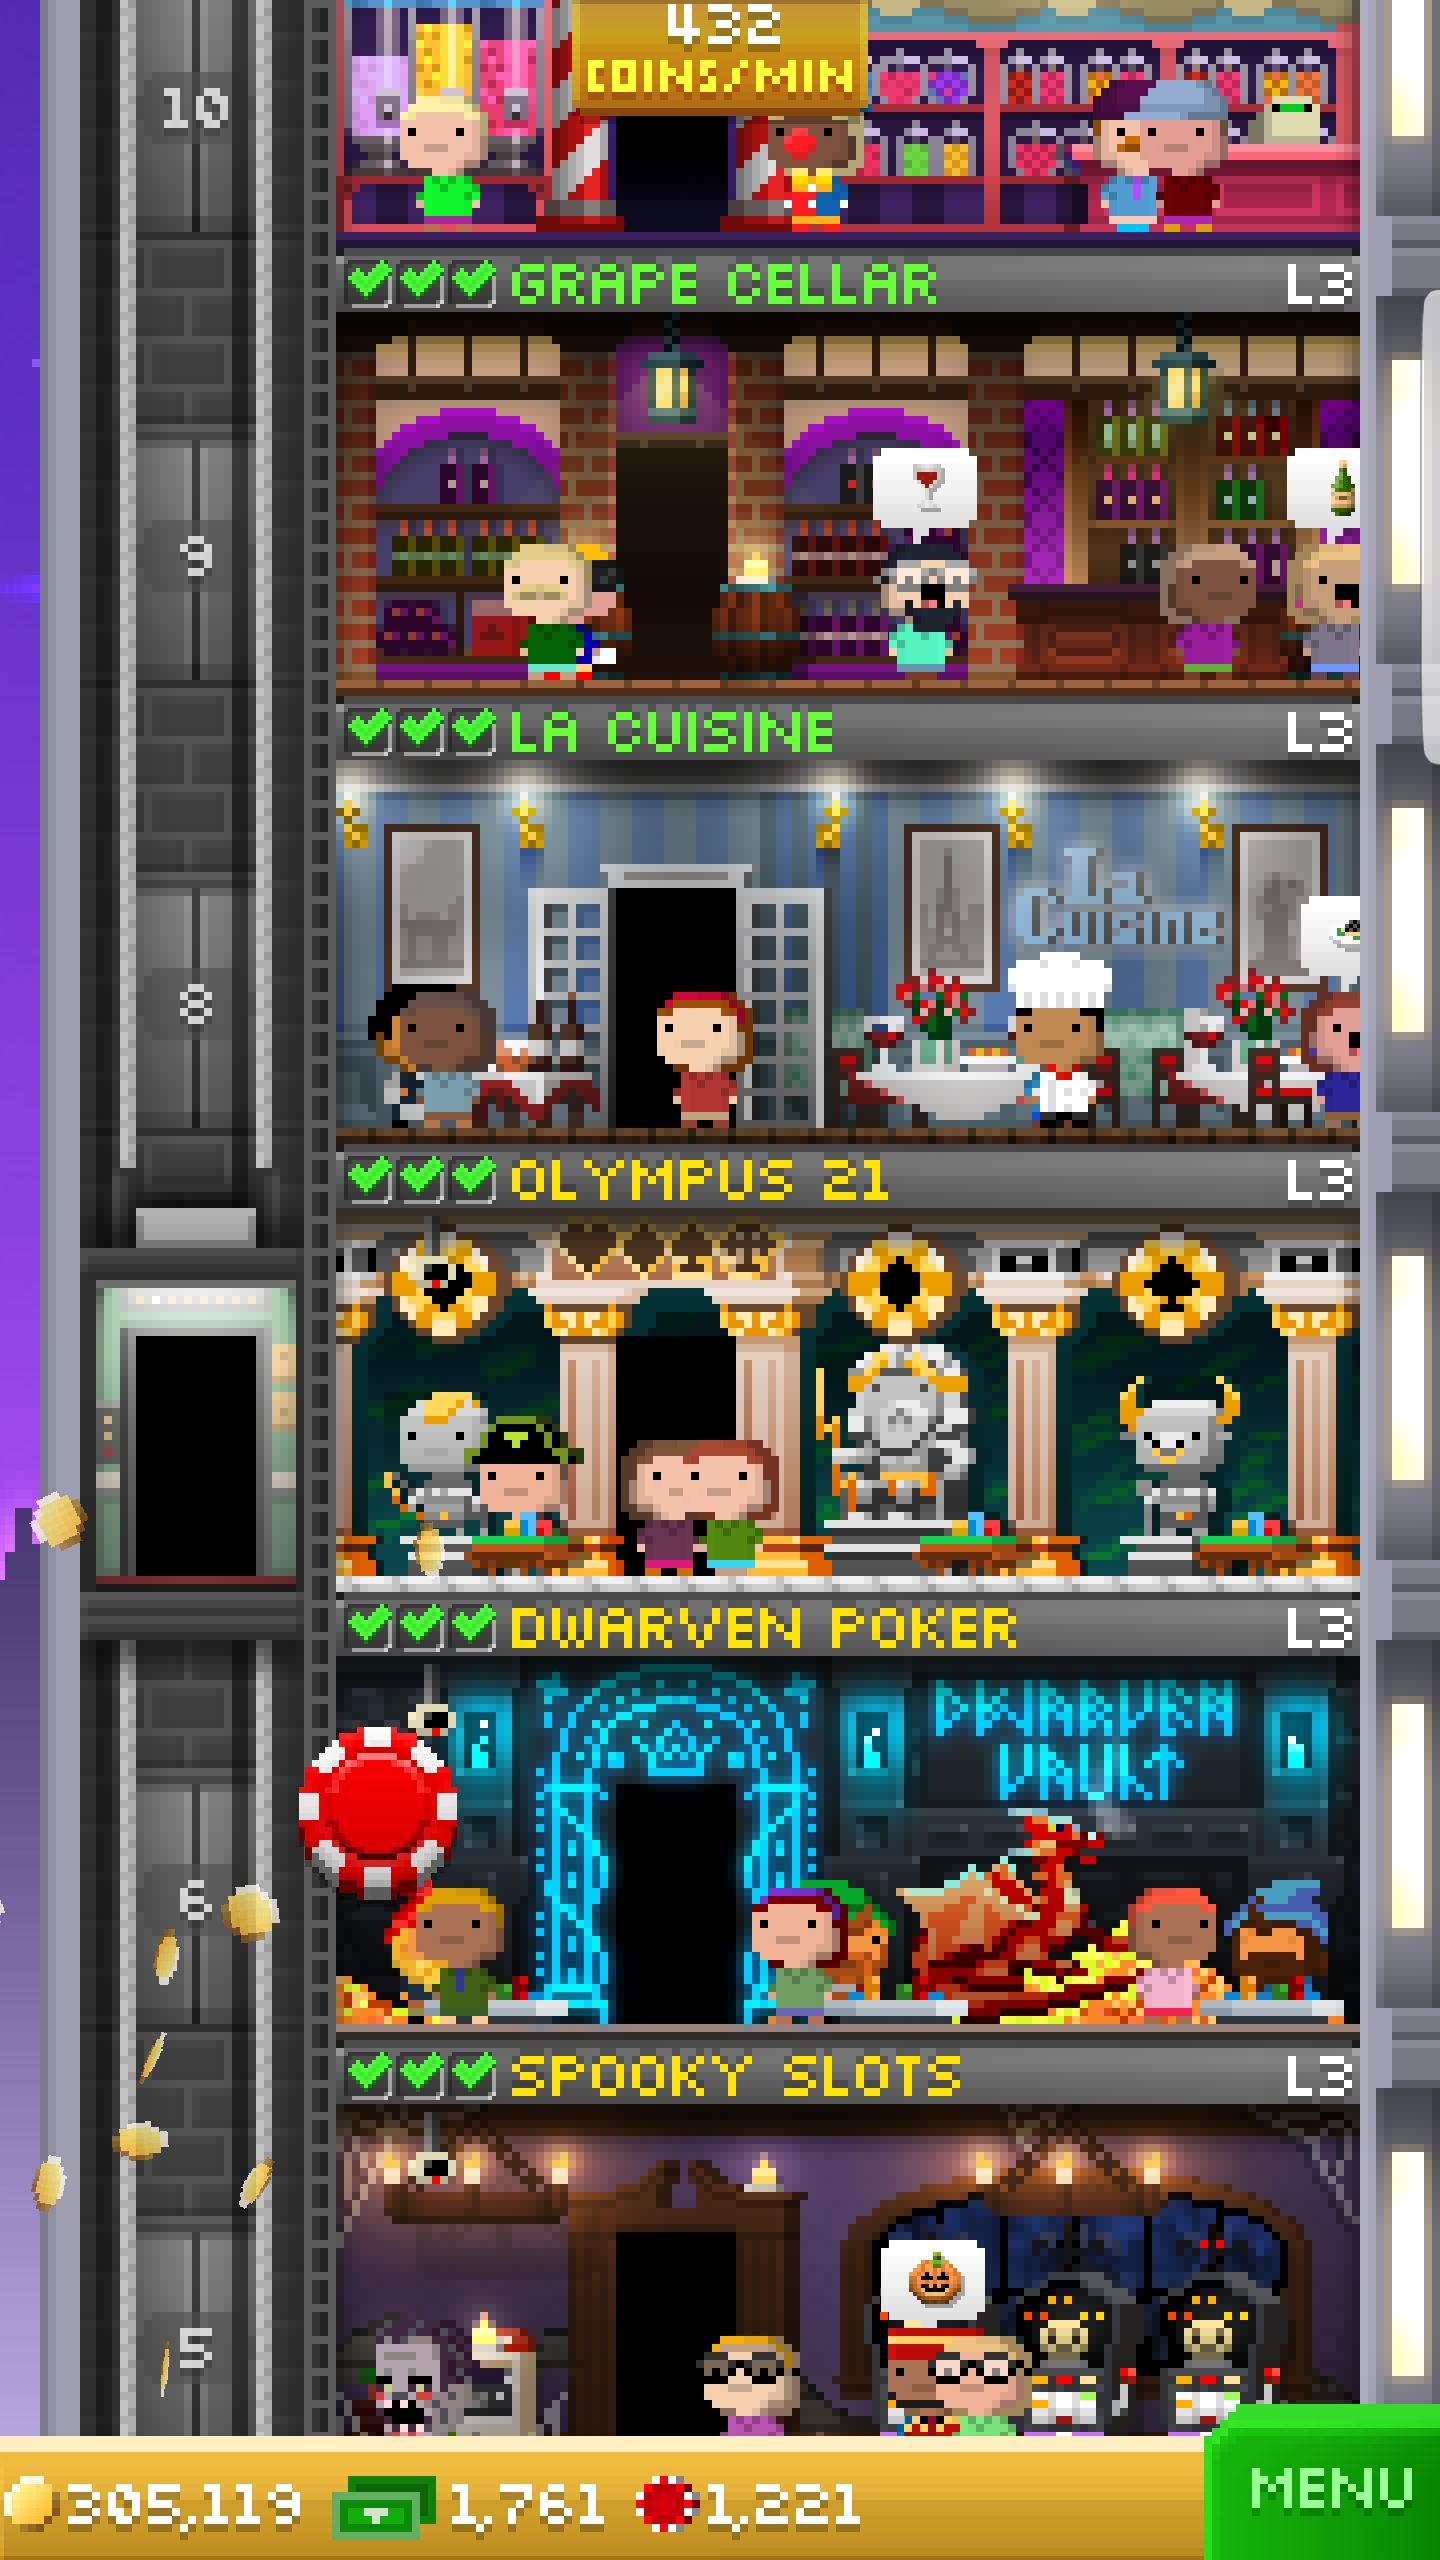 432
COINS/MIN
10
GRAPE CELLAR L3
9
LA CUISINE L3
La
Cuisine
8
OLYMPUS 21 L3
DWARVEN POKER L3
DWARVEN
VAULT
6
SPOOKY SLOTS L3
5
305,119 1,761 1,221
MENU